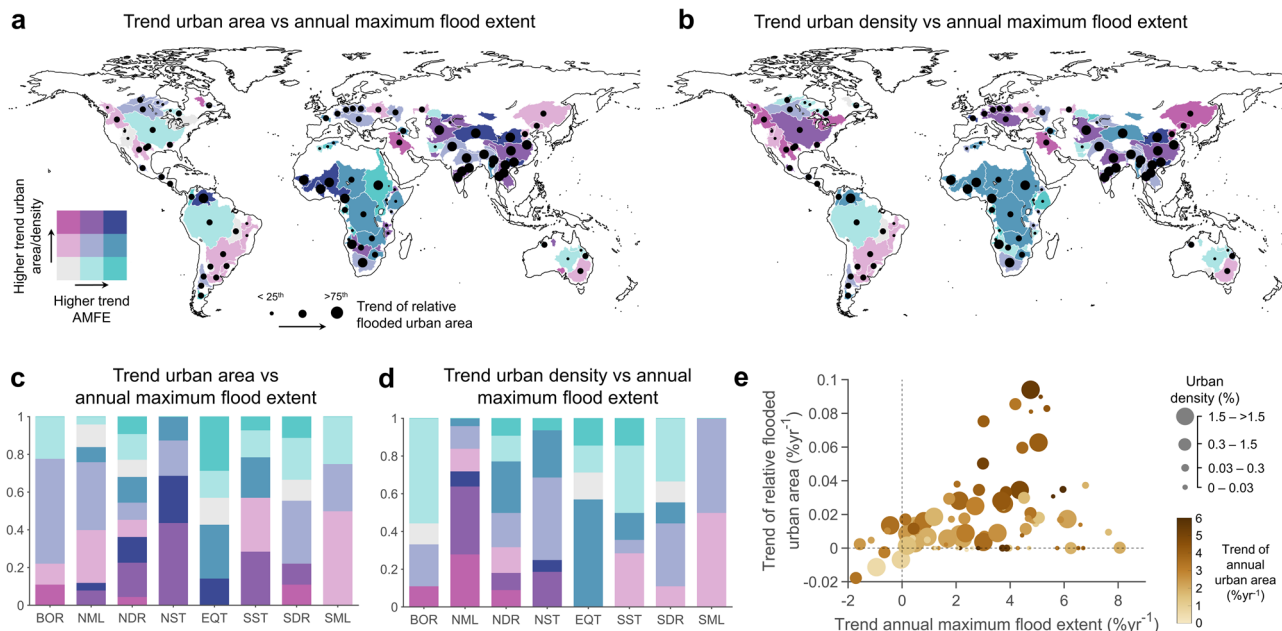 a
Trend urban area vs annual maximum flood extent
b
Trend urban density vs annual maximum flood extent
Higher trend urban
area/density
Higher trend
AMFE
< 25th
>75th
Trend of relative
flooded urban area
c
Trend urban area vs
annual maximum flood extent
1
0.8
0.6
0.4
0.2
0
BOR NML NDR NST EQT SST SDR SML
d
Trend urban density vs annual
maximum flood extent
1
0.8
0.6
0.4
0.2
0
BOR NML NDR NST EQT SST SDR SML
e
Trend of relative flooded
urban area (%yr-1)
0.1
0.08
0.06
0.04
0.02
0
-0.02
-2 0 2 4 6 8
Trend annual maximum flood extent (%yr-1)
Urban
density (%)
1.5 – >1.5
0.3 – 1.5
0.03 – 0.3
0 – 0.03
6
5
4
3
2
1
0
Trend of
annual
urban area
(%yr-1)